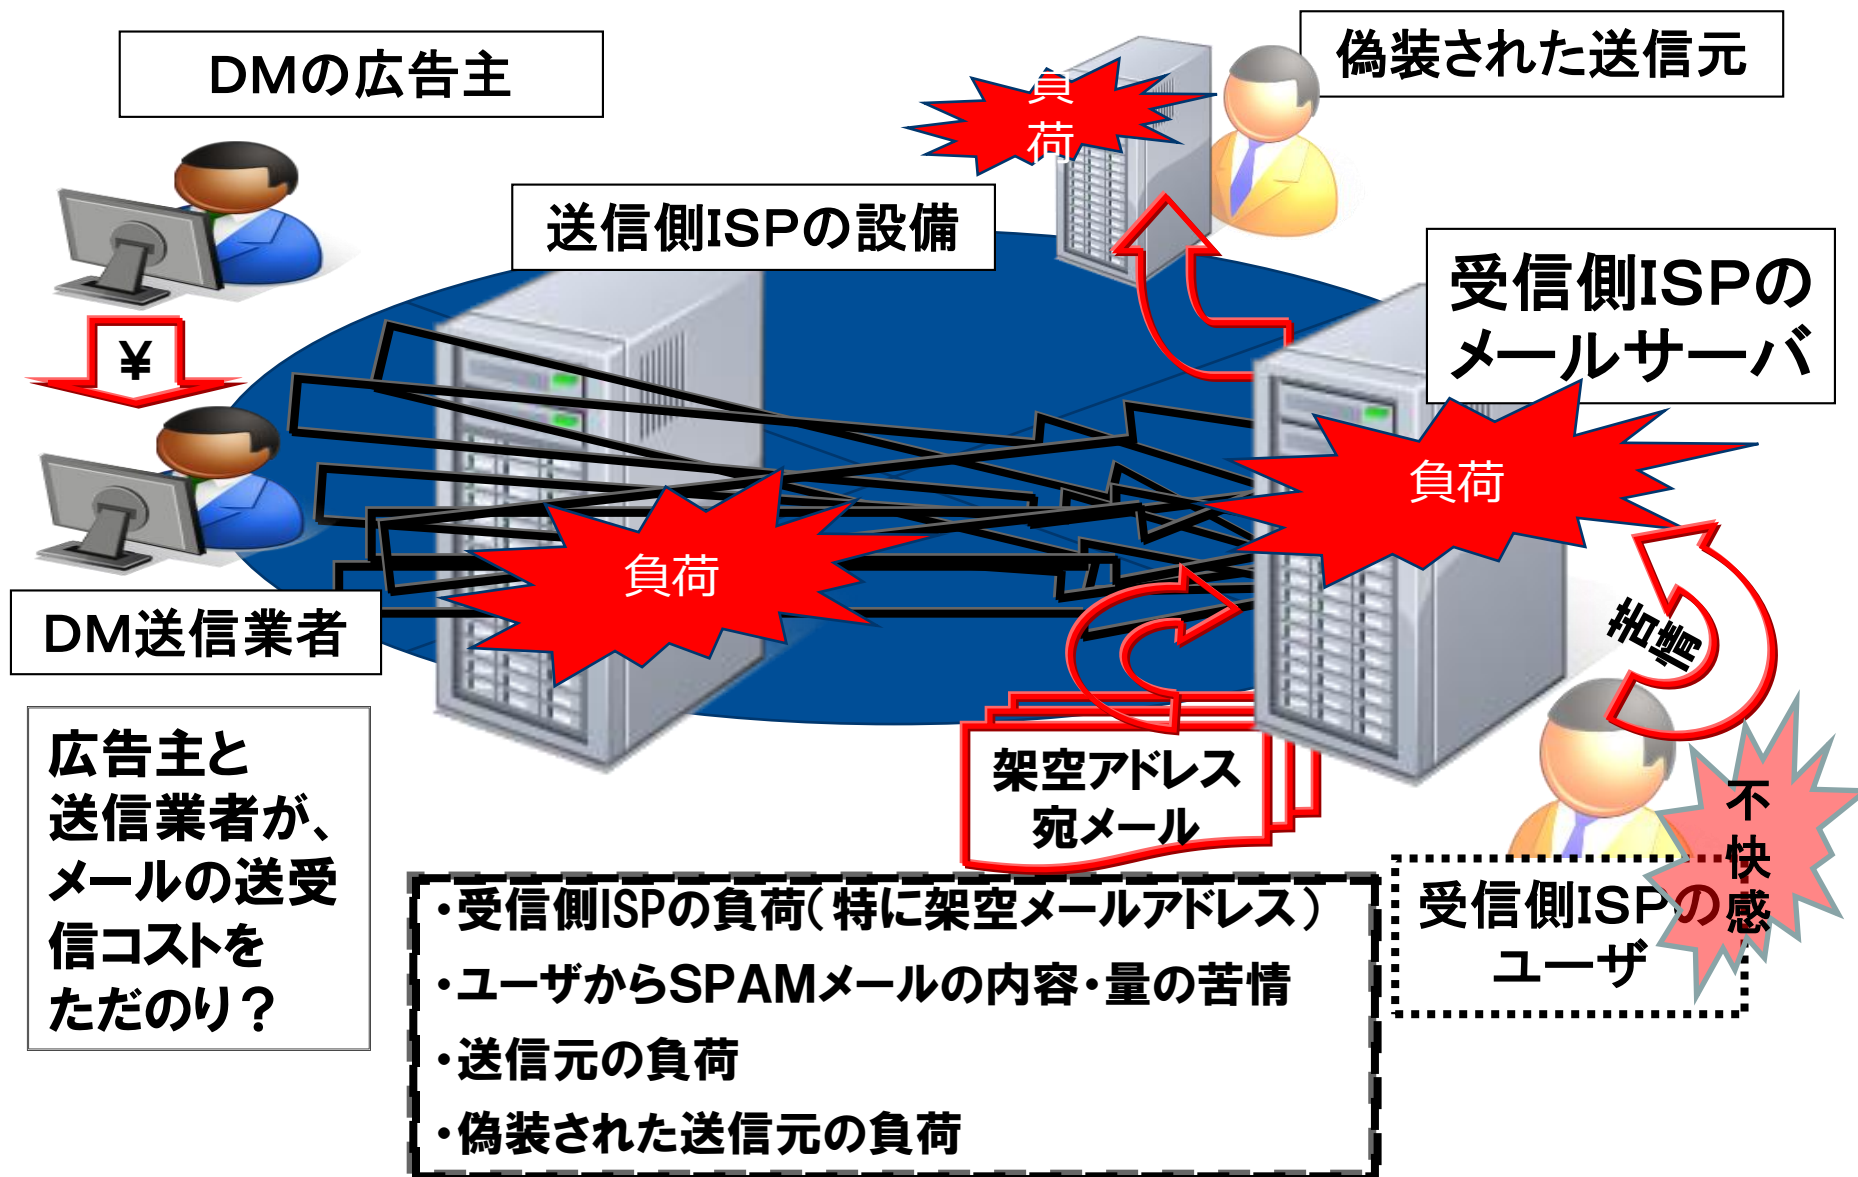 DMの広告主
偽装された送信元
負
荷
送信側ISPの設備
受信側ISPの
メールサーバ
¥
負荷
負荷
DM送信業者
苦情
広告主と
送信業者が、
メールの送受
信コストを
ただのり？
架空アドレス
宛メール
不
快
感
受信側ISPの
ユーザ
・受信側ISPの負荷（特に架空メールアドレス）
・ユーザからSPAMメールの内容・量の苦情
・送信元の負荷
・偽装された送信元の負荷